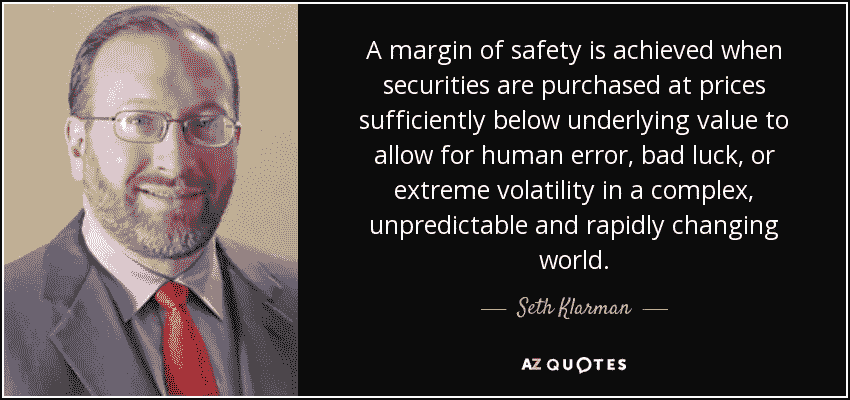 A margin of safety is achieved when
securities are purchased at prices
sufficiently below underlying value to
allow for human error, bad luck, or
extreme volatility in a complex,
unpredictable and rapidly changing
world.
Seth Klarman
AZ QUOTES